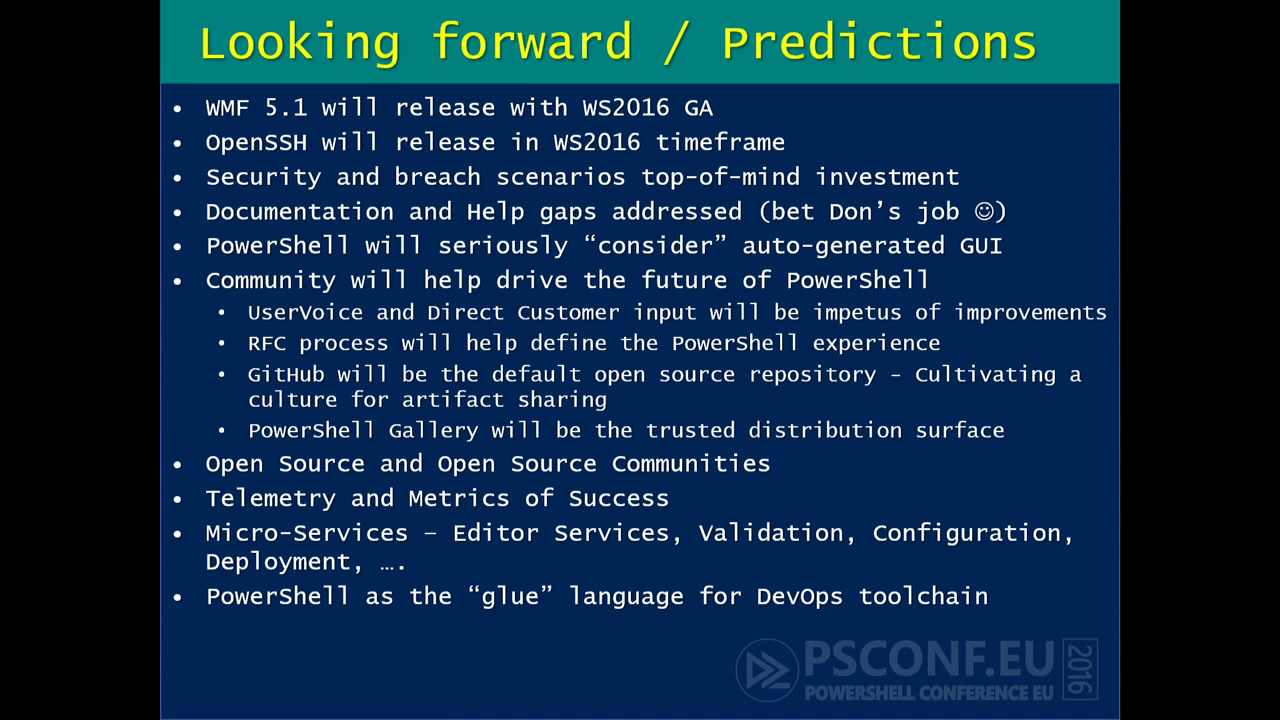 Looking forward / Predictions
• WMF 5.1 will release with WS2016 GA
• OpenSSH will release in WS2016 timeframe
• Security and breach scenarios top-of-mind investment
• Documentation and Help gaps addressed (bet Don’s job ☺)
• PowerShell will seriously “consider” auto-generated GUI
• Community will help drive the future of PowerShell
• UserVoice and Direct Customer input will be impetus of improvements
• RFC process will help define the PowerShell experience
• GitHub will be the default open source repository – Cultivating a
culture for artifact sharing
• PowerShell Gallery will be the trusted distribution surface
• Open Source and Open Source Communities
• Telemetry and Metrics of Success
• Micro-Services – Editor Services, Validation, Configuration,
Deployment, ….
• PowerShell as the “glue” language for DevOps toolchain
PSCONF.EU
2016
POWERSHELL CONFERENCE EU